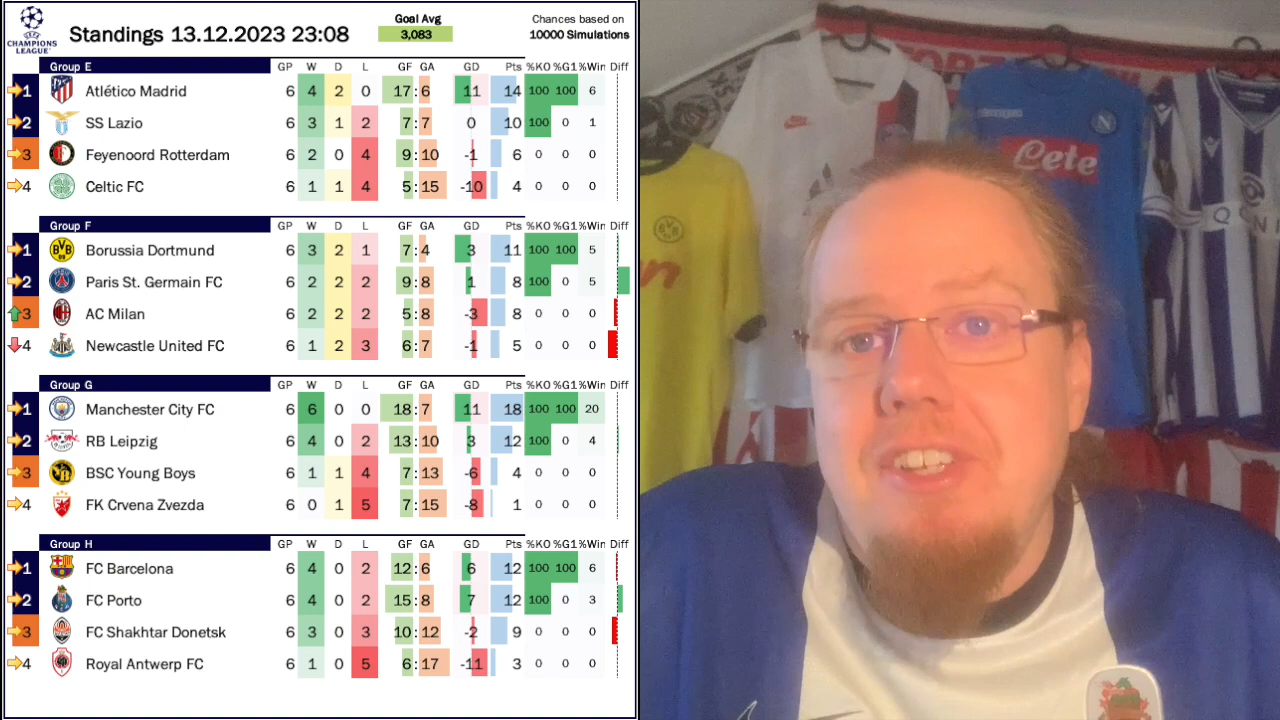 UEFA
CHAMPIONS
LEAGUE
Standings 13.12.2023 23:08
Goal Avg
3,083
Chances based on
10000 Simulations
Group E GP W D L GF GA GD Pts %KO %G1 %Win Diff
1 Atlético Madrid 6 4 2 0 17 : 6 11 14 100 100 6
2 SS Lazio 6 3 1 2 7 : 7 0 10 100 0 1
3 Feyenoord Rotterdam 6 2 0 4 9 : 10 -1 6 0 0 0
4 Celtic FC 6 1 1 4 5 : 15 -10 4 0 0 0
Group F GP W D L GF GA GD Pts %KO %G1 %Win Diff
1 Borussia Dortmund 6 3 2 1 7 : 4 3 11 100 100 5
2 Paris St. Germain FC 6 2 2 2 9 : 8 1 8 100 0 5
3 AC Milan 6 2 2 2 5 : 8 -3 8 0 0 0
4 Newcastle United FC 6 1 2 3 6 : 7 -1 5 0 0 0
Group G GP W D L GF GA GD Pts %KO %G1 %Win Diff
1 Manchester City FC 6 6 0 0 18 : 7 11 18 100 100 20
2 RB Leipzig 6 4 0 2 13 : 10 3 12 100 0 4
3 BSC Young Boys 6 1 1 4 7 : 13 -6 4 0 0 0
4 FK Crvena Zvezda 6 0 1 5 7 : 15 -8 1 0 0 0
Group H GP W D L GF GA GD Pts %KO %G1 %Win Diff
1 FC Barcelona 6 4 0 2 12 : 6 6 12 100 100 6
2 FC Porto 6 4 0 2 15 : 8 7 12 100 0 3
3 FC Shakhtar Donetsk 6 3 0 3 10 : 12 -2 9 0 0 0
4 Royal Antwerp FC 6 1 0 5 6 : 17 -11 3 0 0 0
Lete
BVB
09